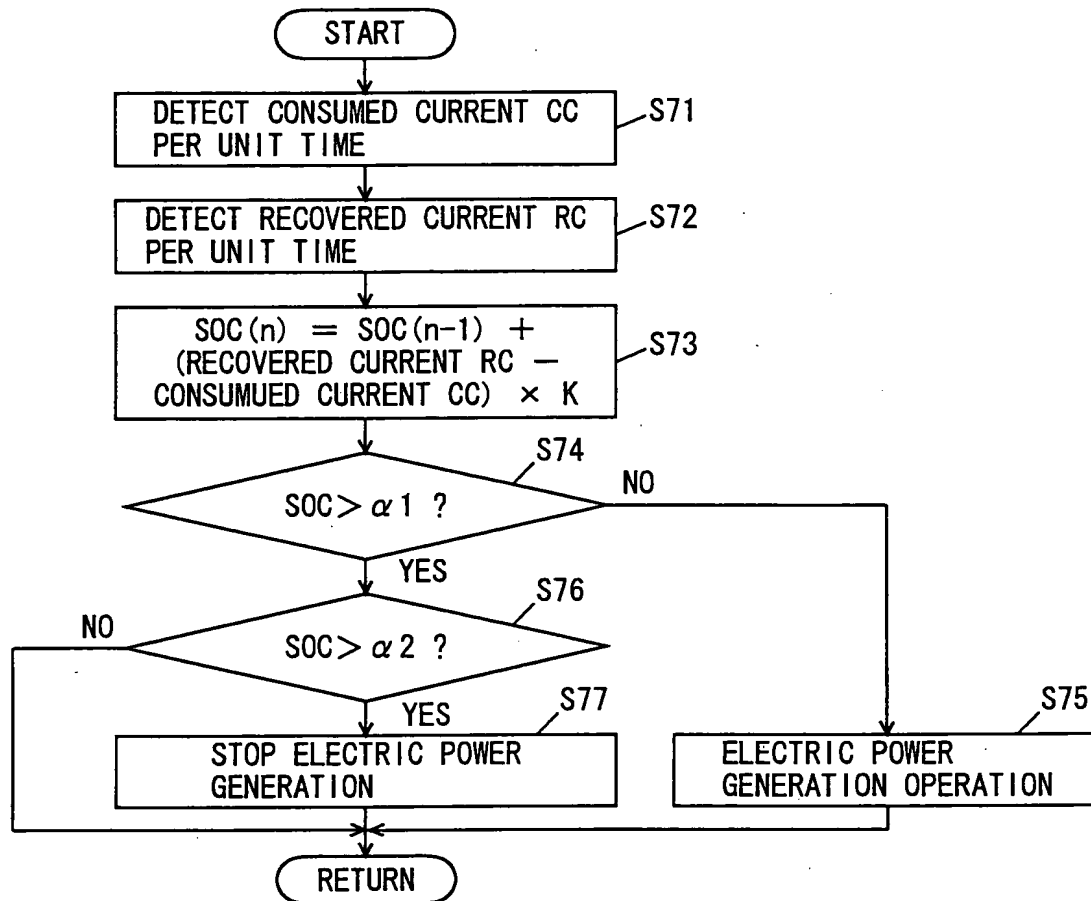 START
DETECT CONSUMED CURRENT CC
PER UNIT TIME
S71
DETECT RECOVERED CURRENT RC
PER UNIT TIME
S72
SOC(n) = SOC(n-1) +
(RECOVERED CURRENT RC -
CONSUMUED CURRENT CC) × K
S73
S74
SOC> α1 ?
NO
YES
S76
SOC> α2 ?
NO
YES
S77
STOP ELECTRIC POWER
GENERATION
S75
ELECTRIC POWER
GENERATION OPERATION
RETURN